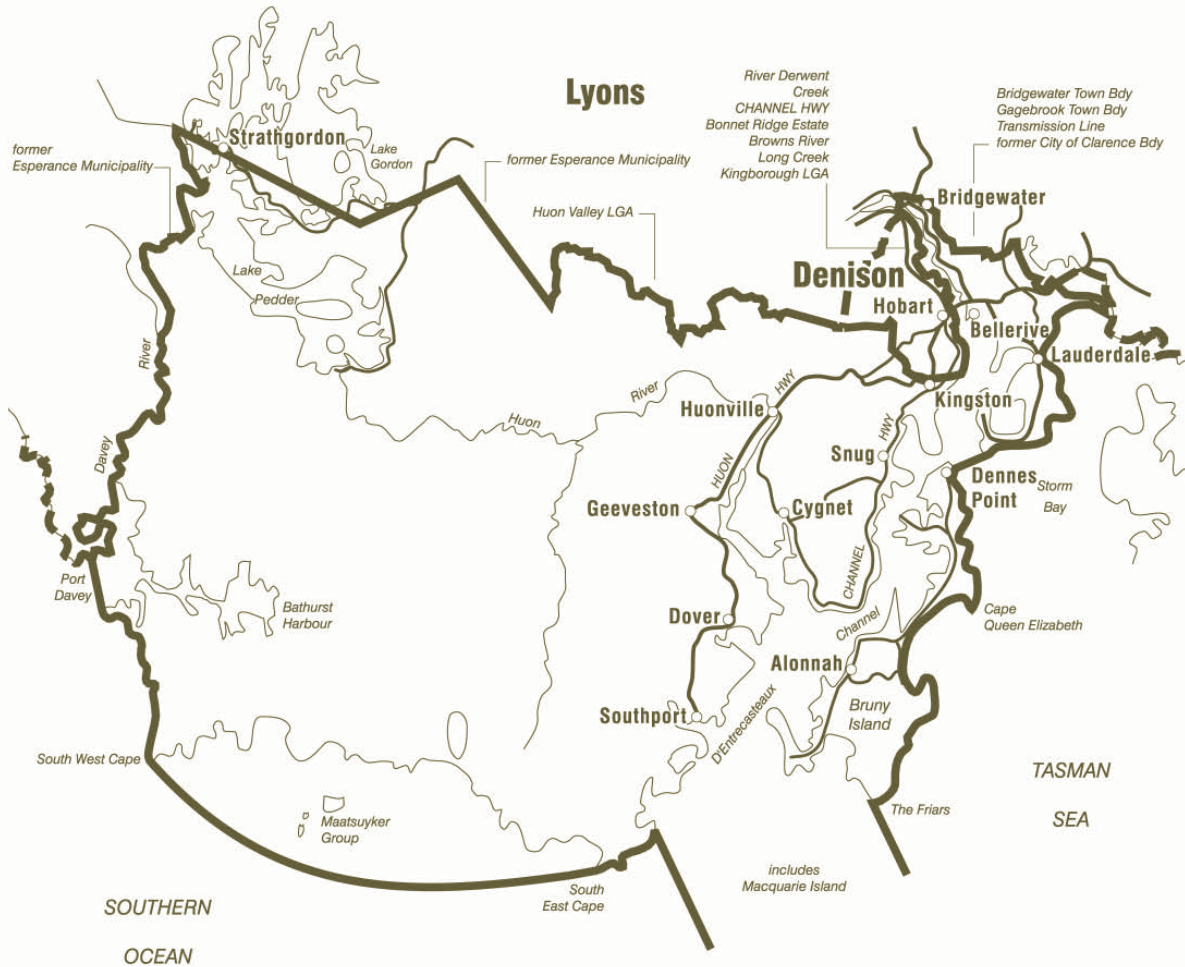 Lyons
River Derwent
Creek
CHANNEL HWY
Bonnet Ridge Estate
Browns River
Long Creek
Kingborough LGA
Bridgewater Town Bdy
Gagebrook Town Bdy
Transmission Line
former City of Clarence Bdy
former
Esperance Municipality
Strathgordon
Lake
Gordon
former Esperance Municipality
Huon Valley LGA
Bridgewater
Denison
Lake
Pedder
Hobart
Bellerive
Lauderdale
River
Davey
Kingston
Huonville
HWY
HUON
River
Huon
Snug
HWY
CHANNEL
Dennes
Point
Storm
Bay
Geeveston
Cygnet
Port
Davey
Bathurst
Harbour
Dover
Channel
D'Entrecasteaux
Cape
Queen Elizabeth
Alonnah
Bruny
Island
Southport
South West Cape
TASMAN
SEA
Maatsuyker
Group
The Friars
includes
Macquarie Island
South
East Cape
SOUTHERN
OCEAN